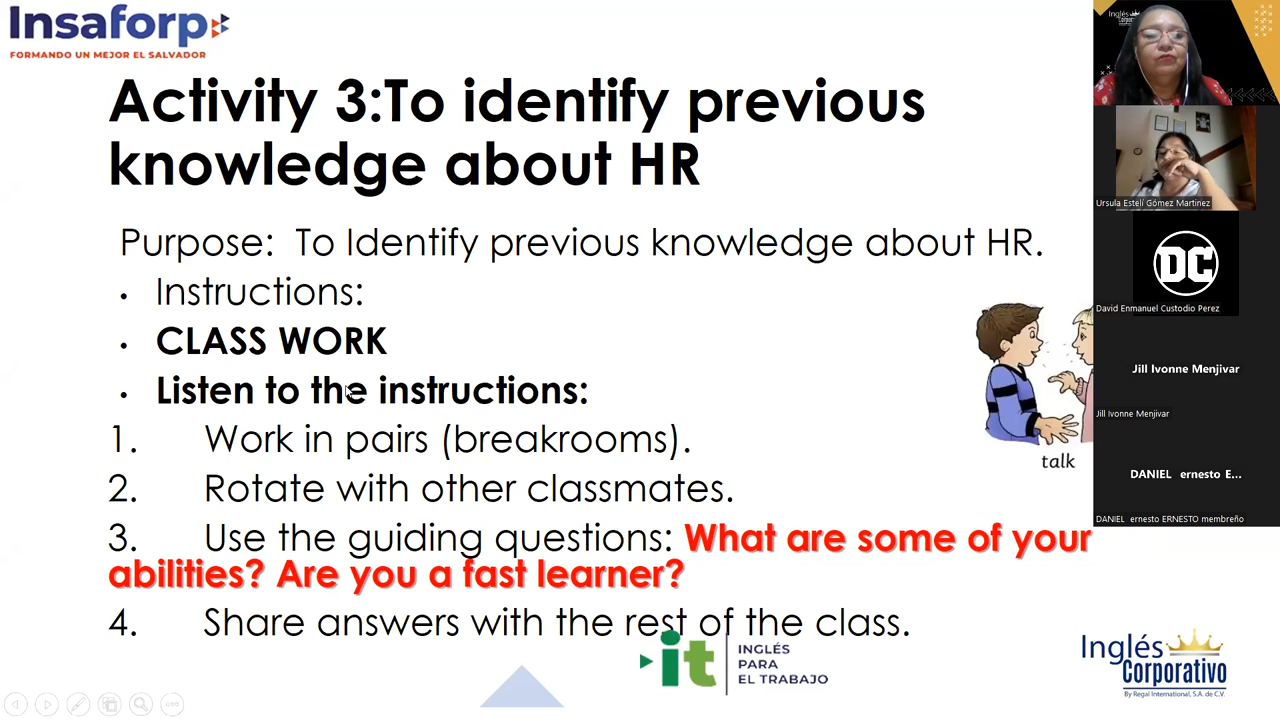 Insaforp
FORMANDO UN MEJOR EL SALVADOR
Activity 3:To identify previous
knowledge about HR
Purpose: To Identify previous knowledge about HR.
• Instructions:
• CLASS WORK
• Listen to the instructions:
1. Work in pairs (breakrooms).
2. Rotate with other classmates.
3. Use the guiding questions: What are some of your
abilities? Are you a fast learner?
4. Share answers with the rest of the class.
talk
it
INGLÉS
PARA
EL TRABAJO
Inglés
Corporativo
By Regal International, S.A. de C.V.
Inglés
Corporativo
Ursula Estelí Gómez Martinez
DC
David Enmanuel Custodio Perez
Jill Ivonne Menjivar
Jill Ivonne Menjivar
DANIEL ernesto E...
DANIEL ernesto ERNESTO membreño